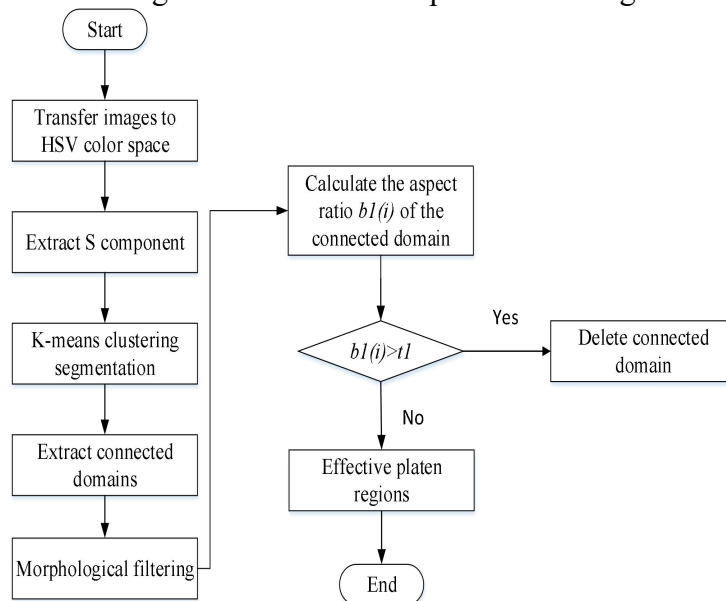 Start
Transfer images to
HSV color space
Extract S component
K-means clustering
segmentation
Extract connected
domains
Morphological filtering
Calculate the aspect
ratio b1(i) of the
connected domain
b1(i)>t1
Yes
Delete connected
domain
No
Effective platen
regions
End